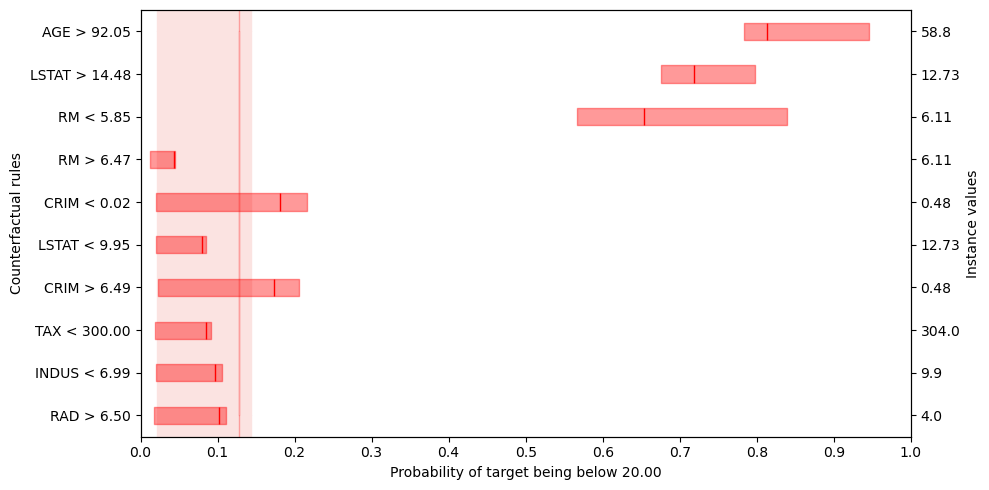 Counterfactual rules
AGE > 92.05 58.8
LSTAT > 14.48 12.73
RM < 5.85 6.11
RM > 6.47 6.11
CRIM < 0.02 0.48
LSTAT < 9.95 12.73
CRIM > 6.49 0.48
TAX < 300.00 304.0
INDUS < 6.99 9.9
RAD > 6.50 4.0
Instance values
0.0 0.1 0.2 0.3 0.4 0.5 0.6 0.7 0.8 0.9 1.0
Probability of target being below 20.00